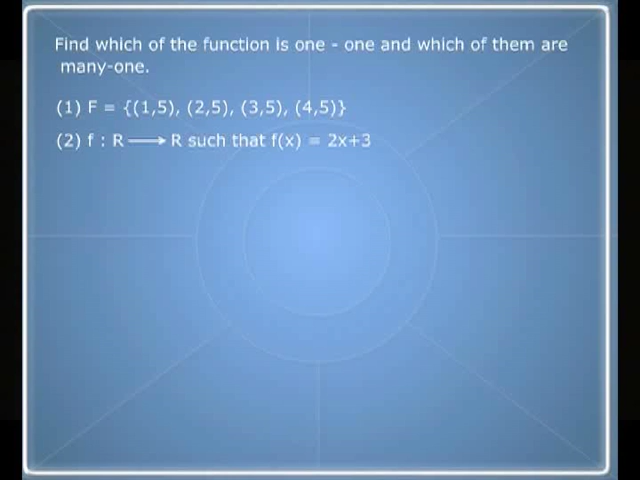 Find which of the function is one - one and which of them are
many-one.
(1) F = {(1,5), (2,5), (3,5), (4,5)}
(2) f : R ⟶ R such that f(x) = 2x+3